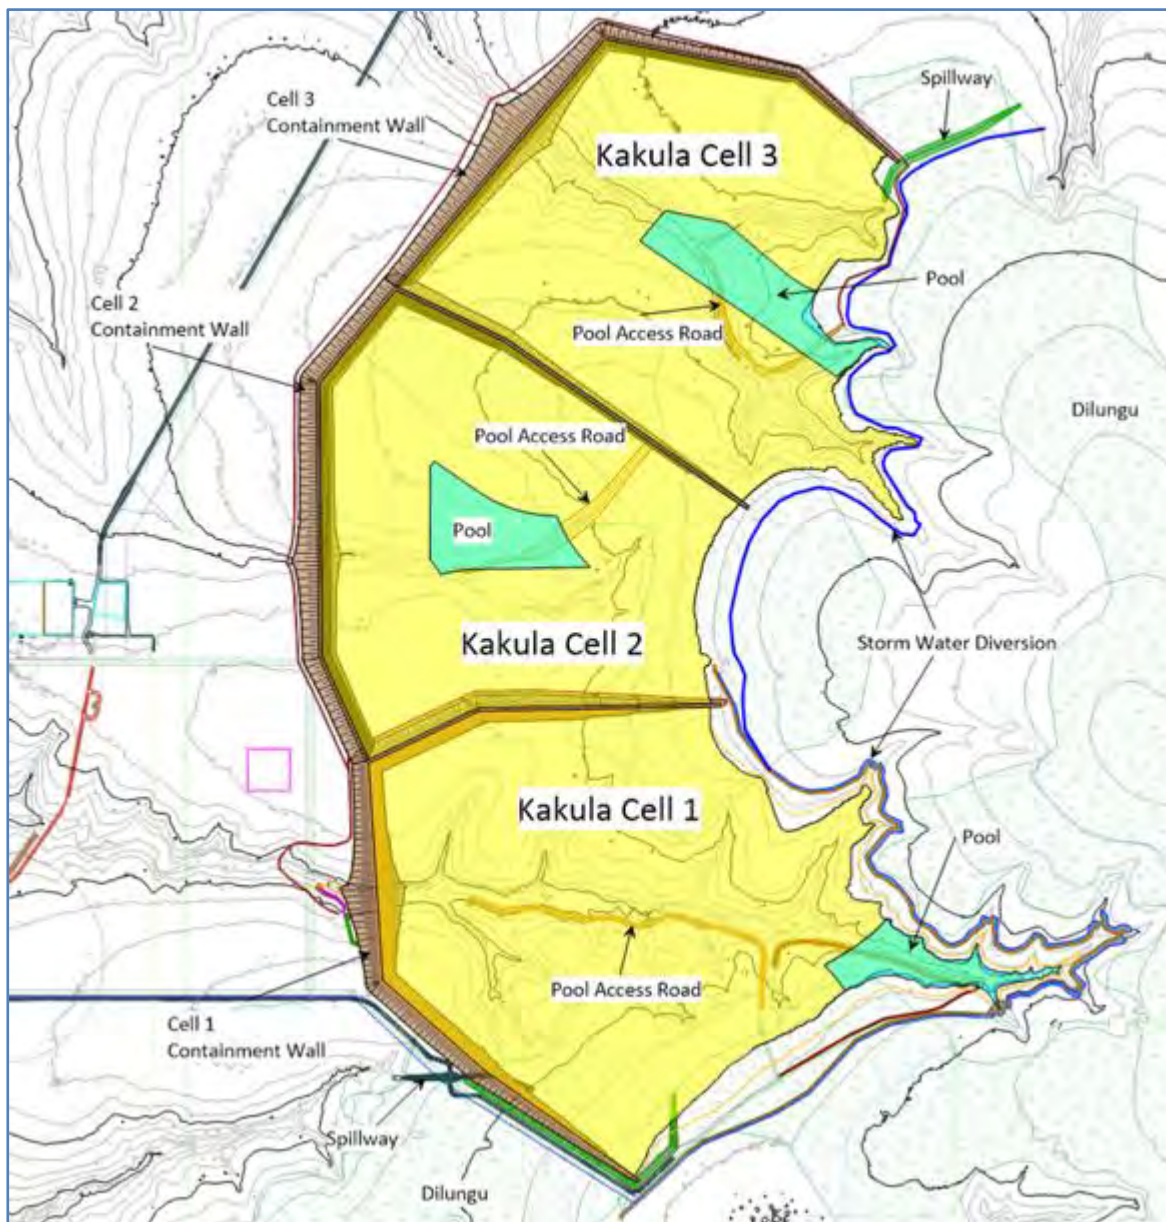 Spillway
Cell 3
Containment Wall
Kakula Cell 3
Pool
Cell 2
Containment Wall
Pool Access Road
Dilungu
Pool Access Road
Pool
Kakula Cell 2
Storm Water Diversion
Kakula Cell 1
Pool
Pool Access Road
Cell 1
Containment Wall
Spillway
Dilungu